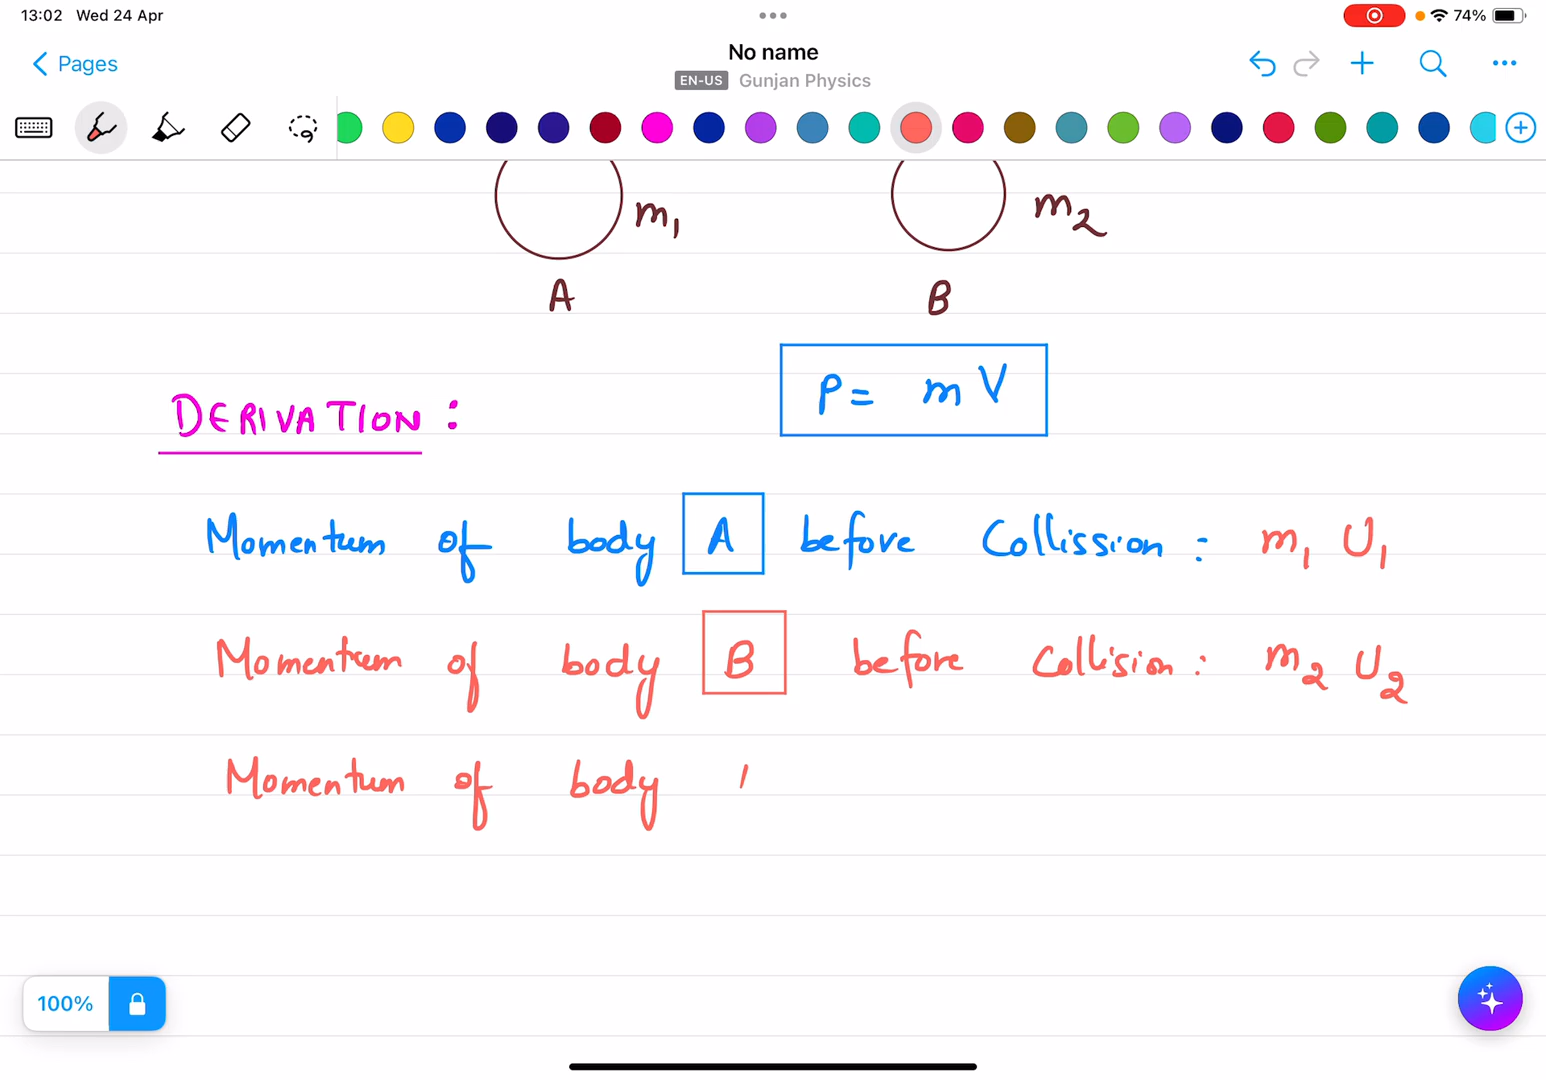 13:02 Wed 24 Apr
74%
No name
Pages
EN-US Gunjan Physics
m1
m2
A
B
P = mV
DERIVATION :
Momentum of body A before Collission : m1 U1
Momentum of body B before Collision : m2 U2
Momentum of body
100%